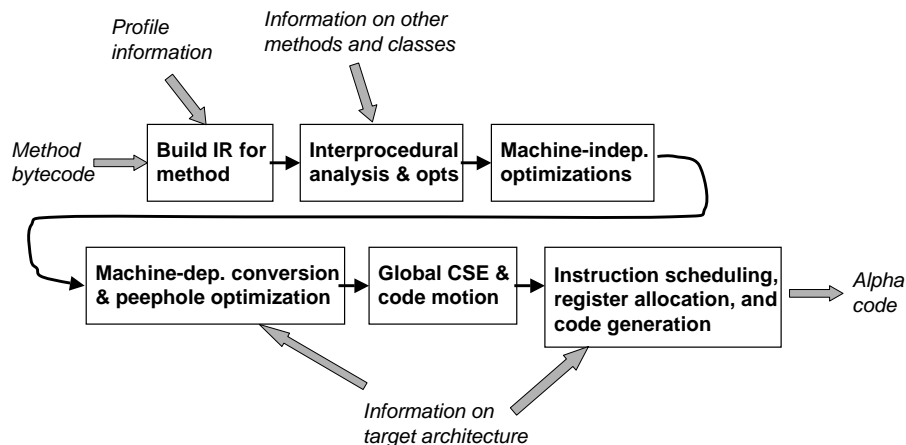 Profile
information
Information on other
methods and classes
Method
bytecode
Build IR for
method
Interprocedural
analysis & opts
Machine-indep.
optimizations
Machine-dep. conversion
& peephole optimization
Global CSE &
code motion
Instruction scheduling,
register allocation, and
code generation
Alpha
code
Information on
target architecture